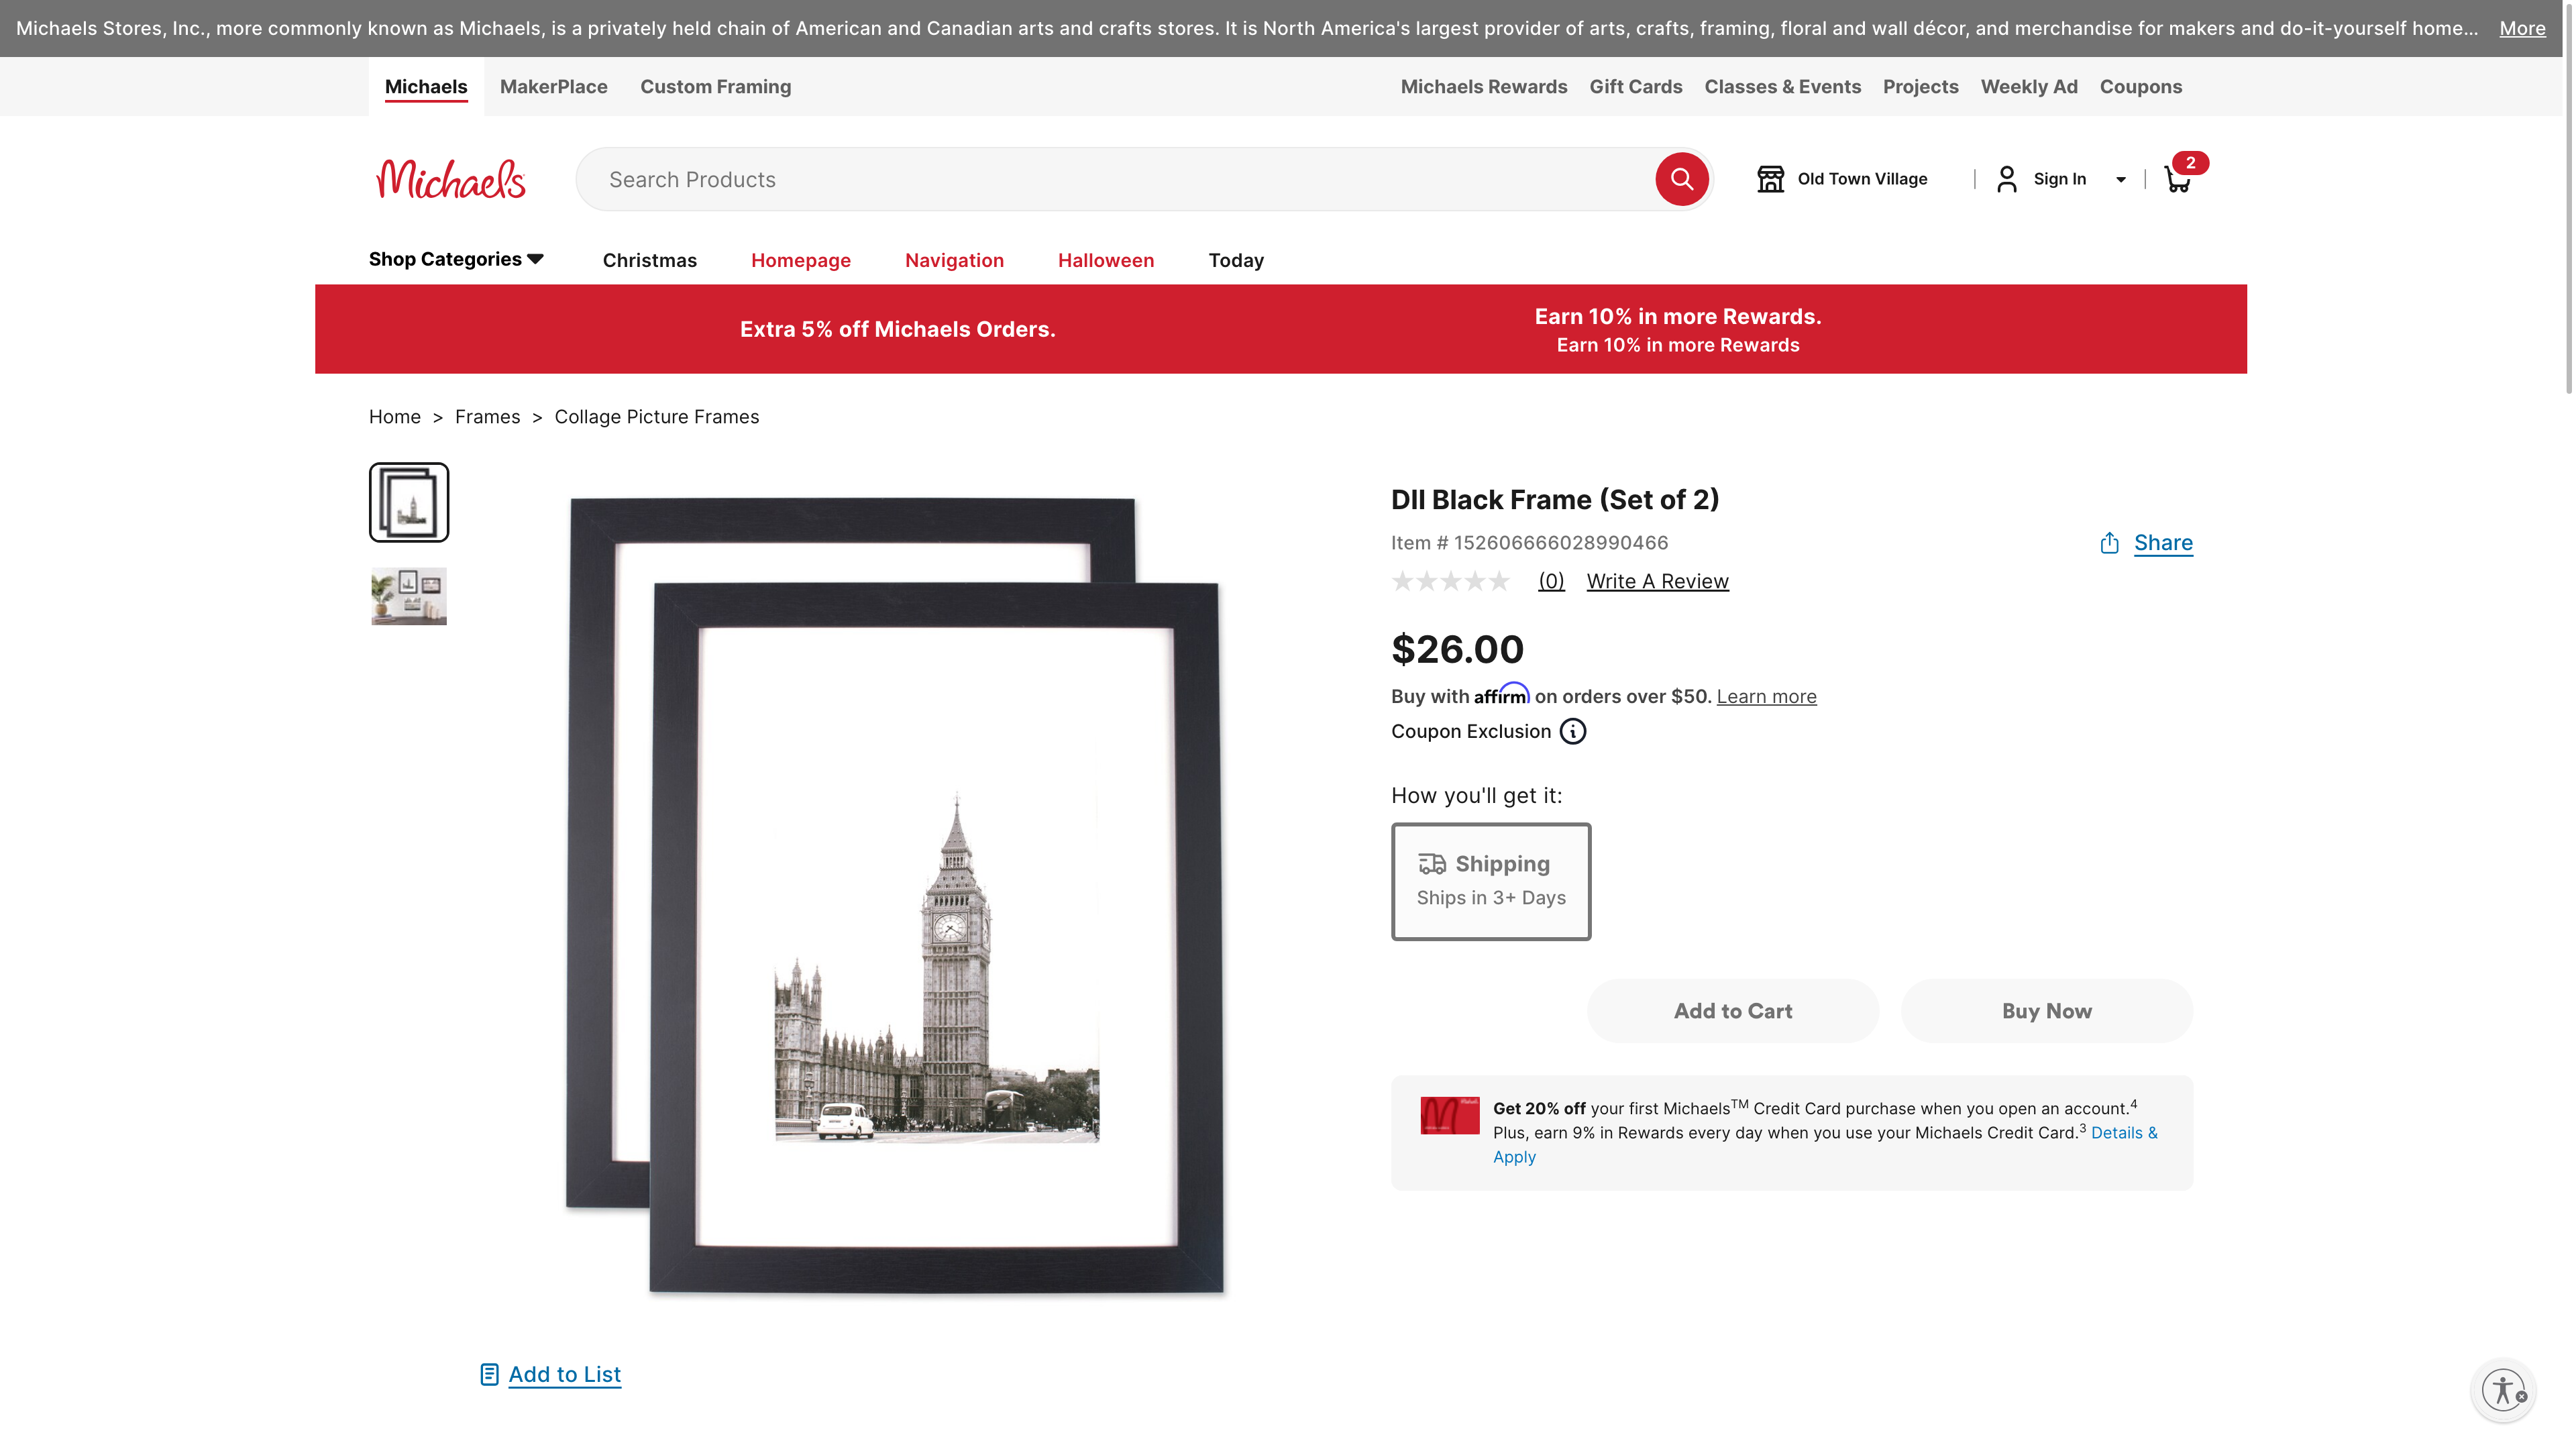 Michaels Stores, Inc., more commonly known as Michaels, is a privately held chain of American and Canadian arts and crafts stores. It is North America's largest provider of arts, crafts, framing, floral and wall décor, and merchandise for makers and do-it-yourself home... More
Michaels MakerPlace Custom Framing Michaels Rewards Gift Cards Classes & Events Projects Weekly Ad Coupons
Michaels Search Products Old Town Village | Sign In | 2
Shop Categories Christmas Homepage Navigation Halloween Today
Extra 5% off Michaels Orders.
Earn 10% in more Rewards.
Earn 10% in more Rewards
Home > Frames > Collage Picture Frames
DII Black Frame (Set of 2)
Item # 152606666028990466
Share
(0) Write A Review
$26.00
Buy with affirm on orders over $50. Learn more
Coupon Exclusion
How you'll get it:
Shipping
Ships in 3+ Days
Add to Cart Buy Now
Get 20% off your first Michaels™ Credit Card purchase when you open an account.⁴
Plus, earn 9% in Rewards every day when you use your Michaels Credit Card.³ Details &
Apply
Add to List